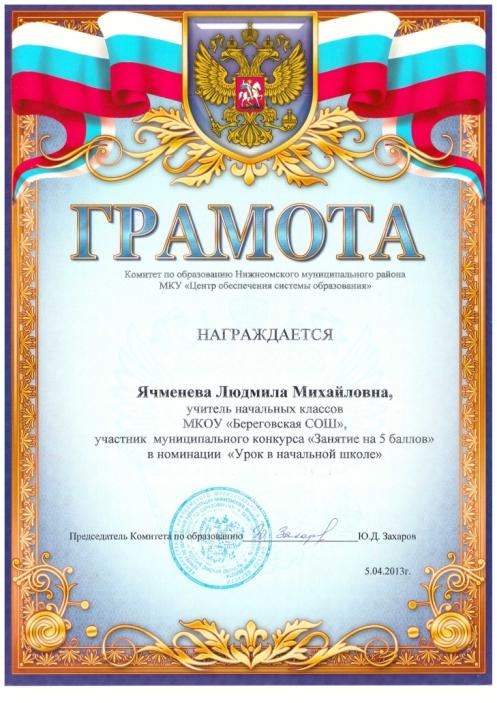 ГРАМОТА
Комитет по образованию Нижнеомского муниципального района
МКУ «Центр обеспечения системы образования»
НАГРАЖДАЕТСЯ
Ячменева Людмила Михайловна,
учитель начальных классов
МКОУ «Береговская СОШ»,
участник муниципального конкурса «Занятие на 5 баллов»
в номинации «Урок в начальной школе»
Председатель Комитета по образованию Ю.Д. Захаров
5.04.2013г.